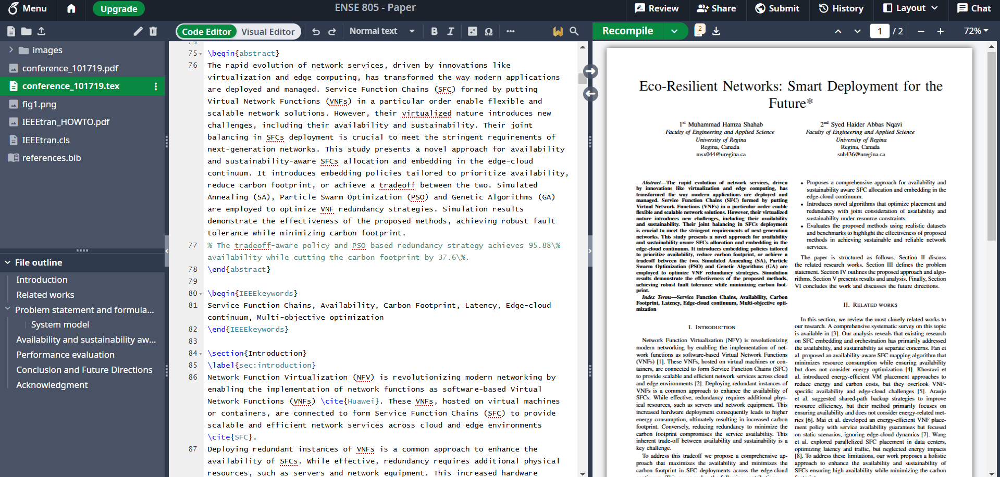 Menu
Upgrade
ENSE 805 - Paper
Review
Share
Submit
History
Layout
Chat
Code Editor
Visual Editor
Normal text
B I
Ω
Recompile
2
1 / 2
72%
images
conference_101719.pdf
conference_101719.tex
fig1.png
IEEEtran_HOWTO.pdf
IEEEtran.cls
references.bib
File outline
Introduction
Related works
Problem statement and formula...
System model
Availability and sustainability aw...
Performance evaluation
Conclusion and Future Directions
Acknowledgment
74
75 \begin{abstract}
76 The rapid evolution of network services, driven by innovations like
virtualization and edge computing, has transformed the way modern applications
are deployed and managed. Service Function Chains (SFC) formed by putting
Virtual Network Functions (VNFs) in a particular order enable flexible and
scalable network solutions. However, their virtualized nature introduces new
challenges, including their availability and sustainability. Their joint
balancing in SFCs deployment is crucial to meet the stringent requirements of
next-generation networks. This study presents a novel approach for availability
and sustainability-aware SFCs allocation and embedding in the edge-cloud
continuum. It introduces embedding policies tailored to prioritize availability,
reduce carbon footprint, or achieve a tradeoff between the two. Simulated
Annealing (SA), Particle Swarm Optimization (PSO) and Genetic Algorithms (GA)
are employed to optimize VNF redundancy strategies. Simulation results
demonstrate the effectiveness of the proposed methods, achieving robust fault
tolerance while minimizing carbon footprint.
77 % The tradeoff-aware policy and PSO based redundancy strategy achieves 95.88\%
availability while cutting the carbon footprint by 37.6\%.
78 \end{abstract}
79
80 \begin{IEEEkeywords}
81 Service Function Chains, Availability, Carbon Footprint, Latency, Edge-cloud
continuum, Multi-objective optimization
82 \end{IEEEkeywords}
83
84 \section{Introduction}
85 \label{sec:introduction}
86 Network Function Virtualization (NFV) is revolutionizing modern networking by
enabling the implementation of network functions as software-based Virtual
Network Functions (VNFs) \cite{Huawei}. These VNFs, hosted on virtual machines
or containers, are connected to form Service Function Chains (SFC) to provide
scalable and efficient network services across cloud and edge environments
\cite{SFC}.
87 Deploying redundant instances of VNFs is a common approach to enhance the
availability of SFCs. While effective, redundancy requires additional physical
resources, such as servers and network equipment. This increased hardware
Eco-Resilient Networks: Smart Deployment for the
Future*
1st Muhammad Hamza Shahab
Faculty of Engineering and Applied Science
University of Regina
Regina, Canada
msx044@uregina.ca
2nd Syed Haider Abbas Nqavi
Faculty of Engineering and Applied Science
University of Regina
Regina, Canada
snh436@uregina.ca
Abstract—The rapid evolution of network services, driven
by innovations like virtualization and edge computing, has
transformed the way modern applications are deployed and
managed. Service Function Chains (SFC) formed by putting
Virtual Network Functions (VNFs) in a particular order enable
flexible and scalable network solutions. However, their virtualized
nature introduces new challenges, including their availability
and sustainability. Their joint balancing in SFCs deployment
is crucial to meet the stringent requirements of next-generation
networks. This study presents a novel approach for availability
and sustainability-aware SFCs allocation and embedding in the
edge-cloud continuum. It introduces embedding policies tailored
to prioritize availability, reduce carbon footprint, or achieve a
tradeoff between the two. Simulated Annealing (SA), Particle
Swarm Optimization (PSO) and Genetic Algorithms (GA) are
employed to optimize VNF redundancy strategies. Simulation
results demonstrate the effectiveness of the proposed methods,
achieving robust fault tolerance while minimizing carbon foot-
print.
Index Terms—Service Function Chains, Availability, Carbon
Footprint, Latency, Edge-cloud continuum, Multi-objective opti-
mization
I. INTRODUCTION
Network Function Virtualization (NFV) is revolutionizing
modern networking by enabling the implementation of net-
work functions as software-based Virtual Network Functions
(VNFs) [1]. These VNFs, hosted on virtual machines or con-
tainers, are connected to form Service Function Chains (SFC)
to provide scalable and efficient network services across cloud
and edge environments [2]. Deploying redundant instances of
VNFs is a common approach to enhance the availability of
SFCs. While effective, redundancy requires additional phys-
ical resources, such as servers and network equipment. This
increased hardware deployment consequently leads to higher
energy consumption, ultimately resulting in increased carbon
footprint. Conversely, reducing redundancy to minimize the
carbon footprint compromises the service availability. This
inherent trade-off between availability and sustainability is a
key challenge.
To address this tradeoff we propose a comprehensive ap-
proach that maximizes the availability and minimizes the
carbon footprint in SFC deployments across the edge-cloud
• Proposes a comprehensive approach for availability and
sustainability aware SFC allocation and embedding in the
edge-cloud continuum.
• Introduces novel algorithms that optimize placement and
redundancy with joint consideration of availability and
sustainability under resource constraints.
• Evaluates the proposed methods using realistic datasets
and benchmarks to highlight the effectiveness of proposed
methods in achieving sustainable and reliable network
services.
The paper is structured as follows: Section II discuss
the related research works. Section III defines the problem
statement. Section IV outlines the proposed approach and algo-
rithms. Section V presents results and analysis. Finally, Section
VI concludes the work and discusses the future directions.
II. RELATED WORKS
In this section, we review the most closely related works to
our research. A comprehensive systematic survey on this topic
is available in [3]. Our analysis reveals that existing research
on SFC embedding and orchestration has primarily addressed
the availability, and sustainability as separate concerns. Fan et
al. proposed an availability-aware SFC mapping algorithm that
minimizes resource consumption while ensuring availability
but does not consider energy optimization [4]. Khosravi et
al. introduced energy-efficient VM placement approaches to
reduce energy and carbon costs, but they overlook VNF-
specific availability and edge-cloud challenges [5]. Araujo
et al. suggested shared-path backup strategies to improve
resource efficiency, but their method primarily focuses on
ensuring availability and does not consider energy-related met-
rics [6]. Mai et al. developed an energy-efficient VNF place-
ment policy with service availability guarantees but focused
on static scenarios, ignoring edge-cloud dynamics [7]. Wang
et al. explored parallelized SFC placement in data centers,
optimizing latency and traffic, but neglected energy impacts
[8]. To address these limitations, our work proposes a holistic
approach to enhance the availability and sustainability of
SFCs ensuring high availability while minimizing the carbon